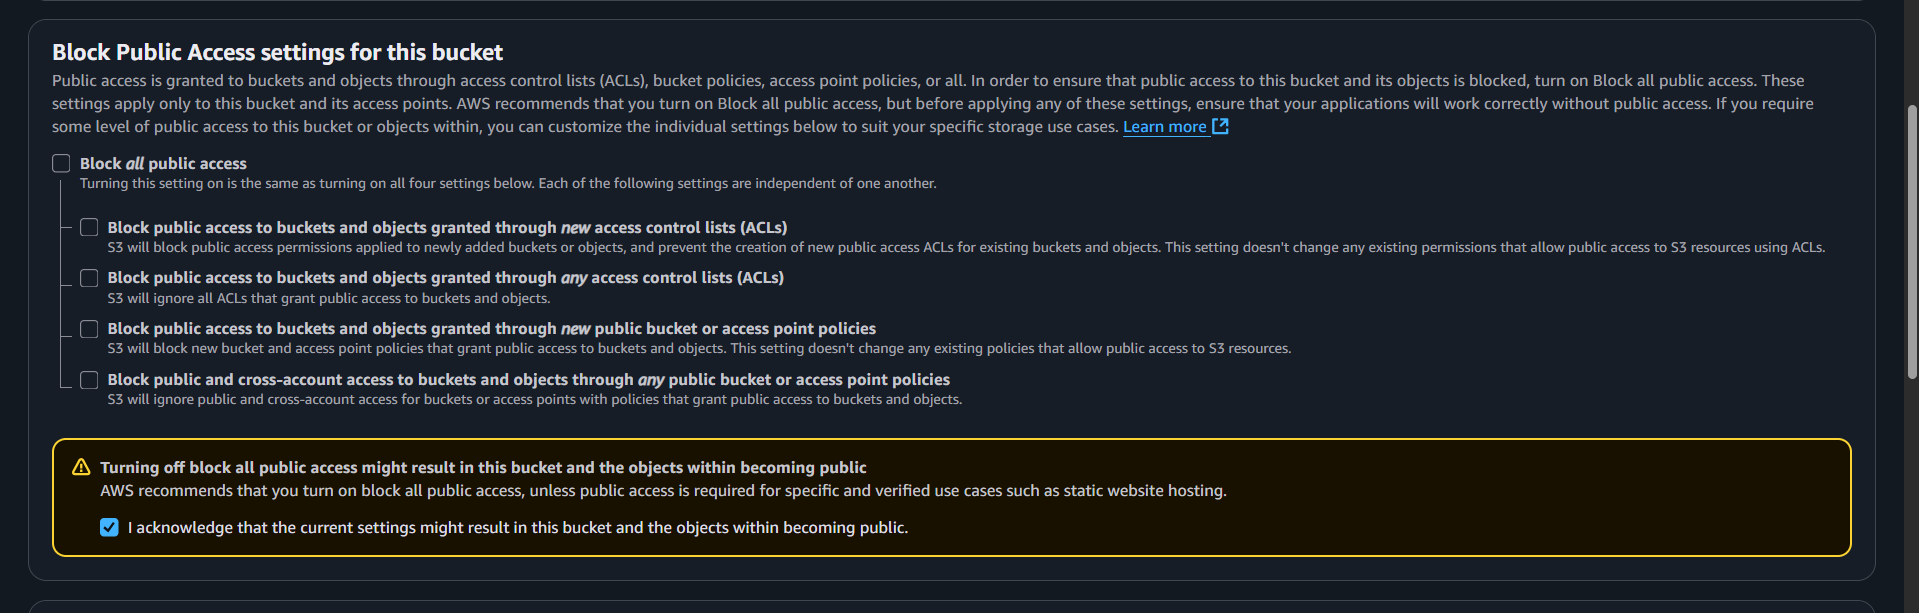 Block Public Access settings for this bucket
Public access is granted to buckets and objects through access control lists (ACLs), bucket policies, access point policies, or all. In order to ensure that public access to this bucket and its objects is blocked, turn on Block all public access. These
settings apply only to this bucket and its access points. AWS recommends that you turn on Block all public access, but before applying any of these settings, ensure that your applications will work correctly without public access. If you require
some level of public access to this bucket or objects within, you can customize the individual settings below to suit your specific storage use cases. Learn more
Block all public access
Turning this setting on is the same as turning on all four settings below. Each of the following settings are independent of one another.
Block public access to buckets and objects granted through new access control lists (ACLs)
S3 will block public access permissions applied to newly added buckets or objects, and prevent the creation of new public access ACLs for existing buckets and objects. This setting doesn't change any existing permissions that allow public access to S3 resources using ACLs.
Block public access to buckets and objects granted through any access control lists (ACLs)
S3 will ignore all ACLs that grant public access to buckets and objects.
Block public access to buckets and objects granted through new public bucket or access point policies
S3 will block new bucket and access point policies that grant public access to buckets and objects. This setting doesn't change any existing policies that allow public access to S3 resources.
Block public and cross-account access to buckets and objects through any public bucket or access point policies
S3 will ignore public and cross-account access for buckets or access points with policies that grant public access to buckets and objects.
Turning off block all public access might result in this bucket and the objects within becoming public
AWS recommends that you turn on block all public access, unless public access is required for specific and verified use cases such as static website hosting.
I acknowledge that the current settings might result in this bucket and the objects within becoming public.